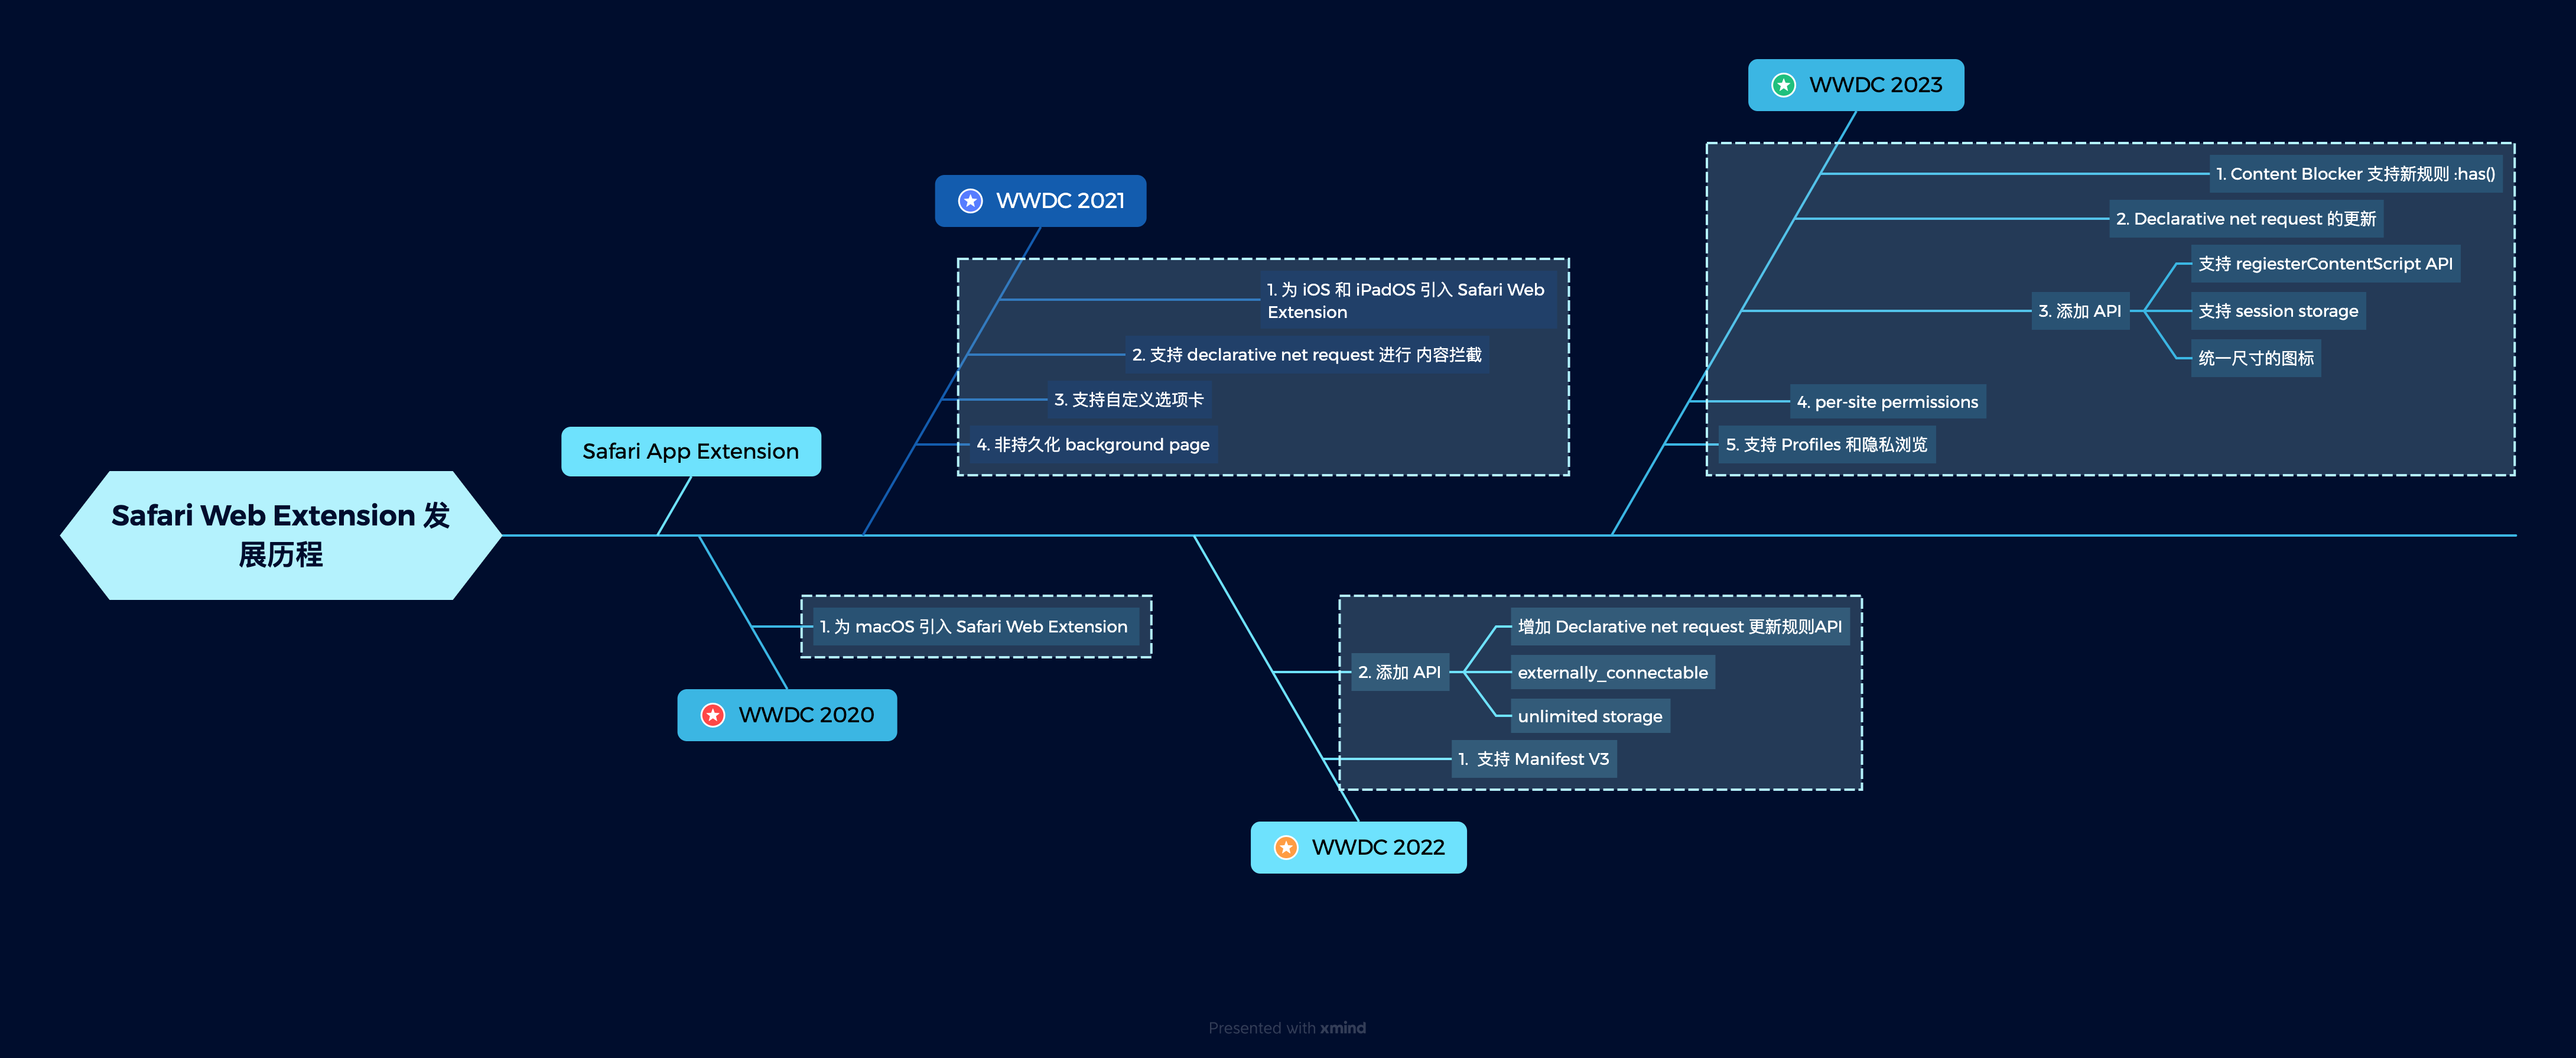 Safari Web Extension 发
展历程
Safari App Extension
WWDC 2020
1. 为 macOS 引入 Safari Web Extension
WWDC 2021
1. 为 iOS 和 iPadOS 引入 Safari Web
Extension
2. 支持 declarative net request 进行 内容拦截
3. 支持自定义选项卡
4. 非持久化 background page
2. 添加 API
增加 Declarative net request 更新规则API
externally_connectable
unlimited storage
1. 支持 Manifest V3
WWDC 2022
WWDC 2023
1. Content Blocker 支持新规则 :has()
2. Declarative net request 的更新
3. 添加 API
支持 regiesterContentScript API
支持 session storage
统一尺寸的图标
4. per-site permissions
5. 支持 Profiles 和隐私浏览
Presented with xmind